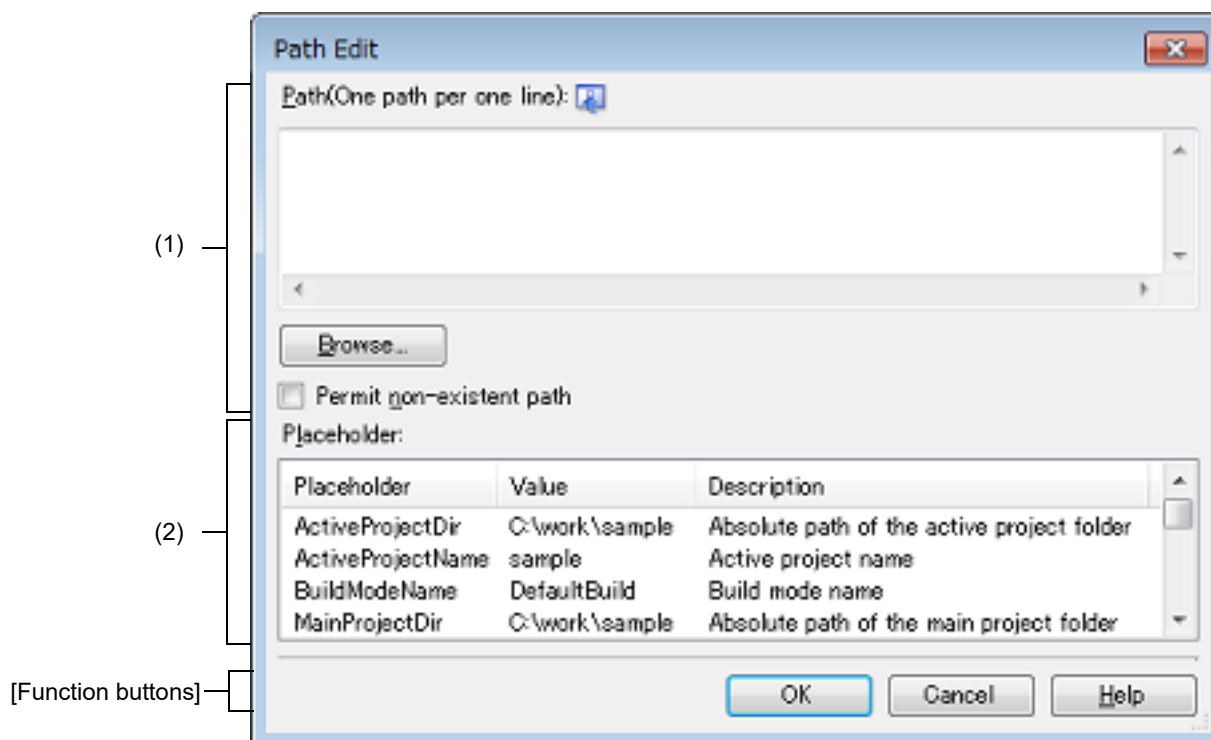 Path Edit
Path(One path per one line):
(1)
Browse...
Permit non-existent path
Placeholder:
Placeholder Value Description
ActiveProjectDir C:\work\sample Absolute path of the active project folder
(2)
ActiveProjectName sample Active project name
BuildModeName DefaultBuild Build mode name
MainProjectDir C:\work\sample Absolute path of the main project folder
[Function buttons]
OK Cancel Help